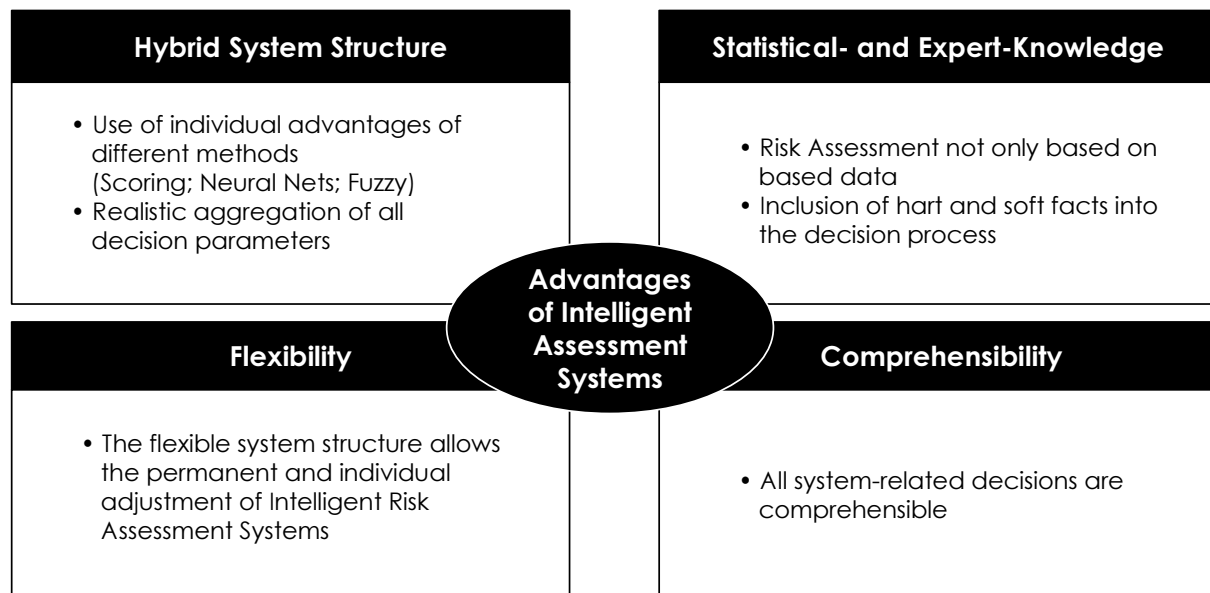 Hybrid System Structure
• Use of individual advantages of
different methods
(Scoring; Neural Nets; Fuzzy)
• Realistic aggregation of all
decision parameters
Statistical- and Expert-Knowledge
• Risk Assessment not only based on
based data
• Inclusion of hart and soft facts into
the decision process
Advantages
of Intelligent
Assessment
Systems
Flexibility
• The flexible system structure allows
the permanent and individual
adjustment of Intelligent Risk
Assessment Systems
Comprehensibility
• All system-related decisions are
comprehensible